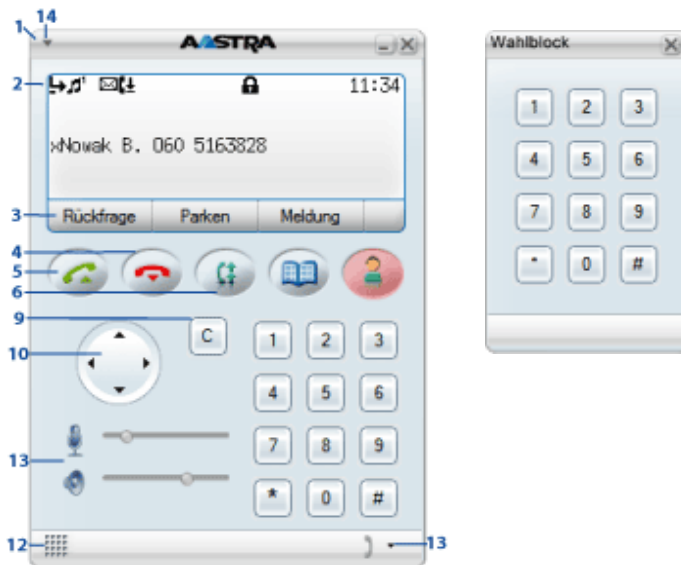 1 14
AASTRA
2 11:34
×Nowak B. 060 5163828
3 Rückfrage Parken Meldung
4
5
6
9
C
10
1 2 3
4 5 6
7 8 9
* 0 #
13
12
13
Wahlblock
1 2 3
4 5 6
7 8 9
* 0 #